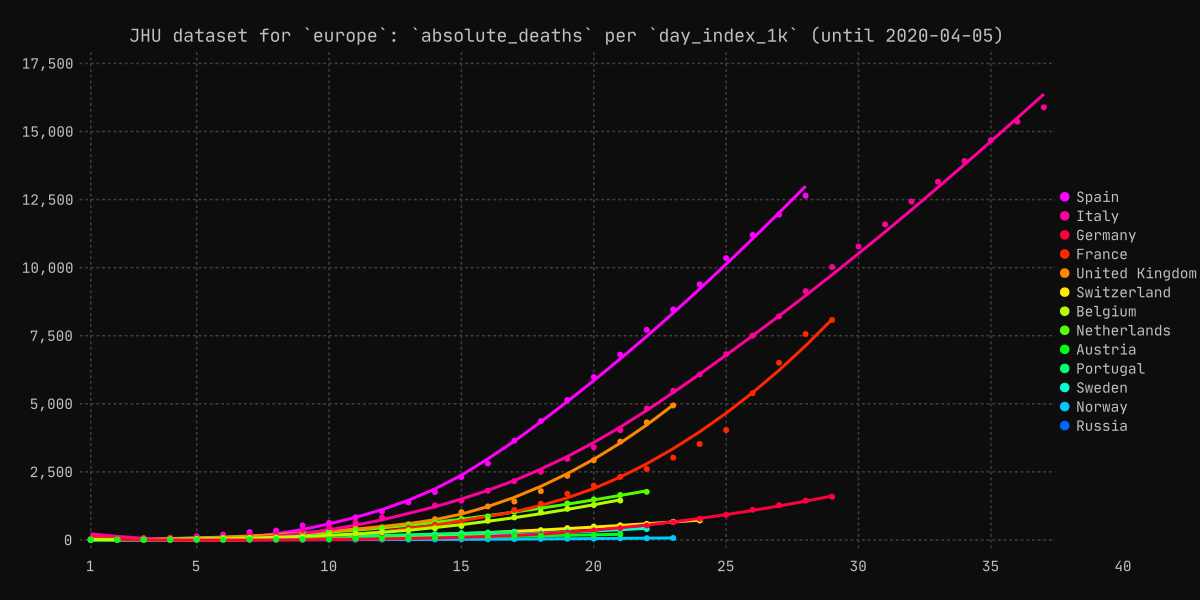 JHU dataset for `europe`: `absolute_deaths` per `day_index_1k` (until 2020-04-05)
17,500
15,000
12,500
10,000
7,500
5,000
2,500
0
1 5 10 15 20 25 30 35 40
Spain
Italy
Germany
France
United Kingdom
Switzerland
Belgium
Netherlands
Austria
Portugal
Sweden
Norway
Russia